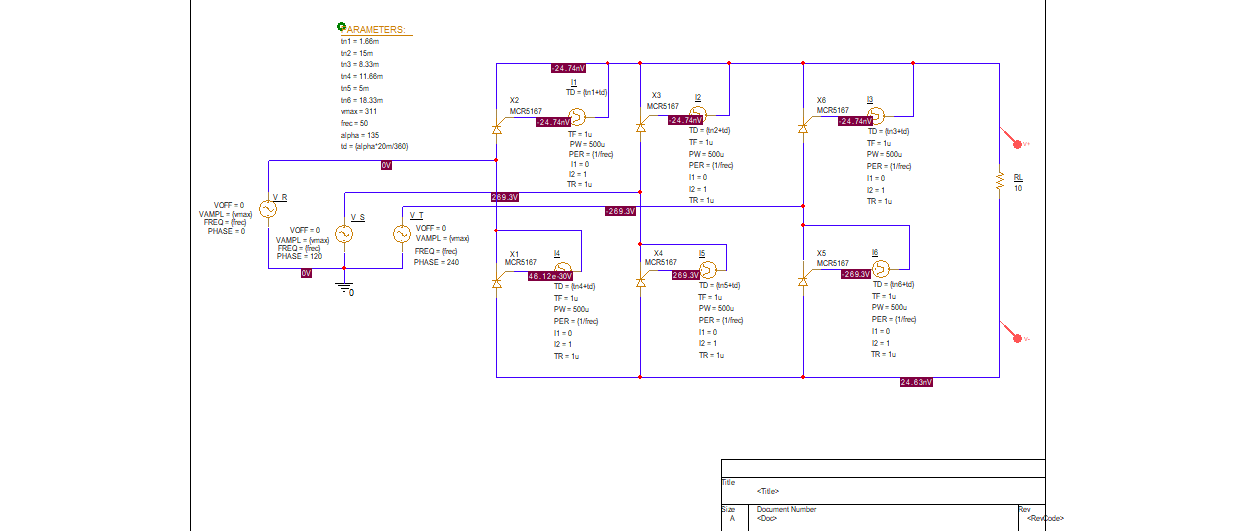 ARAMETERS:
tn1 = 1.66m
tn2 = 15m
tn3 = 8.33m
tn4 = 11.66m
tn5 = 5m
tn6 = 18.33m
vmax = 311
frec = 50
alpha = 135
td = {alpha*20m/360}
-24.74nV
I1
TD = {tn1+td}
X2
MCR5167
-24.74nV
TF = 1u
PW = 500u
PER = {1/frec}
I1 = 0
I2 = 1
TR = 1u
X3
MCR5167
I2
-24.74nV
TD = {tn2+td}
TF = 1u
PW = 500u
PER = {1/frec}
I1 = 0
I2 = 1
TR = 1u
X6
MCR5167
I3
-24.74nV
TD = {tn3+td}
TF = 1u
PW = 500u
PER = {1/frec}
I1 = 0
I2 = 1
TR = 1u
V+
RL
10
0V
269.3V
-269.3V
V_R
VOFF = 0
VAMPL = {vmax}
FREQ = {frec}
PHASE = 0
V_S
VOFF = 0
VAMPL = {vmax}
FREQ = {frec}
PHASE = 120
V_T
VOFF = 0
VAMPL = {vmax}
FREQ = {frec}
PHASE = 240
0V
0
X1
MCR5167
I4
46.12e-30V
TD = {tn4+td}
TF = 1u
PW = 500u
PER = {1/frec}
I1 = 0
I2 = 1
TR = 1u
X4
MCR5167
I5
269.3V
TD = {tn5+td}
TF = 1u
PW = 500u
PER = {1/frec}
I1 = 0
I2 = 1
TR = 1u
X5
MCR5167
I6
-269.3V
TD = {tn6+td}
TF = 1u
PW = 500u
PER = {1/frec}
I1 = 0
I2 = 1
TR = 1u
V-
24.63nV
Title
<Title>
Size
A
Document Number
<Doc>
Rev
<RevCode>